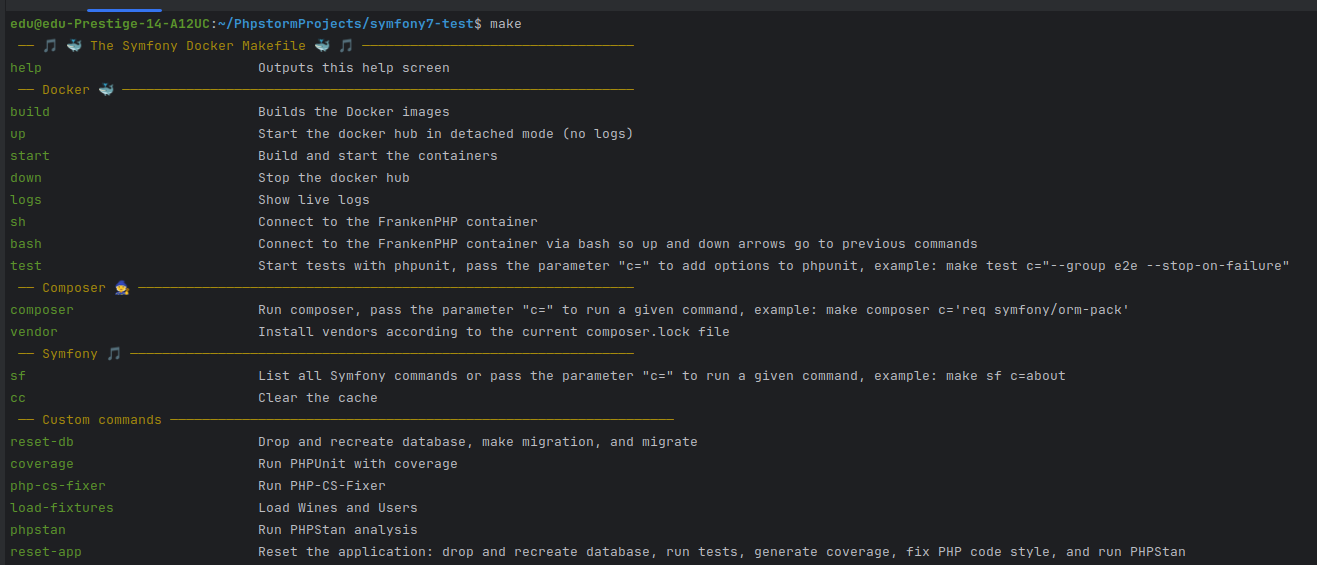 edu@edu-Prestige-14-A12UC:~/PhpstormProjects/symfony7-test$ make
—— 🎵 🐳 The Symfony Docker Makefile 🐳 🎵 ——————————————————————————————————
help Outputs this help screen
—— Docker 🐳 ————————————————————————————————————————————————————————————————
build Builds the Docker images
up Start the docker hub in detached mode (no logs)
start Build and start the containers
down Stop the docker hub
logs Show live logs
sh Connect to the FrankenPHP container
bash Connect to the FrankenPHP container via bash so up and down arrows go to previous commands
test Start tests with phpunit, pass the parameter "c=" to add options to phpunit, example: make test c="--group e2e --stop-on-failure"
—— Composer 🧙 ——————————————————————————————————————————————————————————————
composer Run composer, pass the parameter "c=" to run a given command, example: make composer c='req symfony/orm-pack'
vendor Install vendors according to the current composer.lock file
—— Symfony 🎵 ———————————————————————————————————————————————————————————————
sf List all Symfony commands or pass the parameter "c=" to run a given command, example: make sf c=about
cc Clear the cache
—— Custom commands ———————————————————————————————————————————————————————————————
reset-db Drop and recreate database, make migration, and migrate
coverage Run PHPUnit with coverage
php-cs-fixer Run PHP-CS-Fixer
load-fixtures Load Wines and Users
phpstan Run PHPStan analysis
reset-app Reset the application: drop and recreate database, run tests, generate coverage, fix PHP code style, and run PHPStan